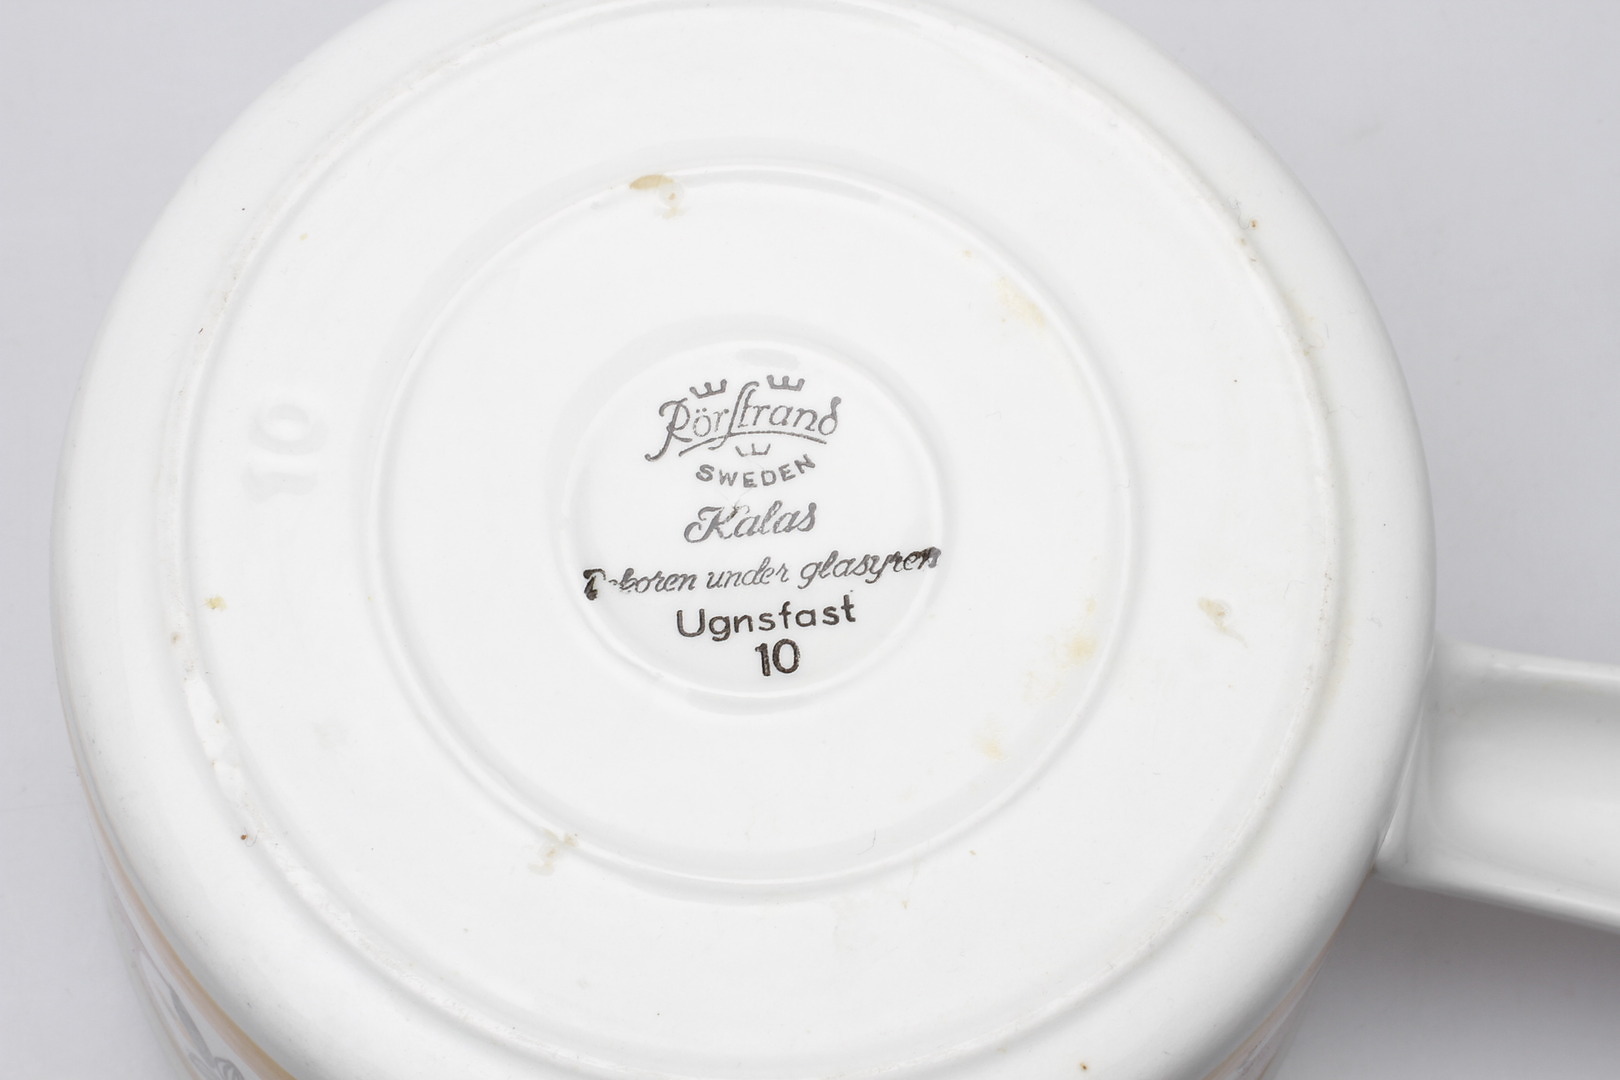 Rörstrand
SWEDEN
Kalas
under glasyren
Ugnsfast
10
10